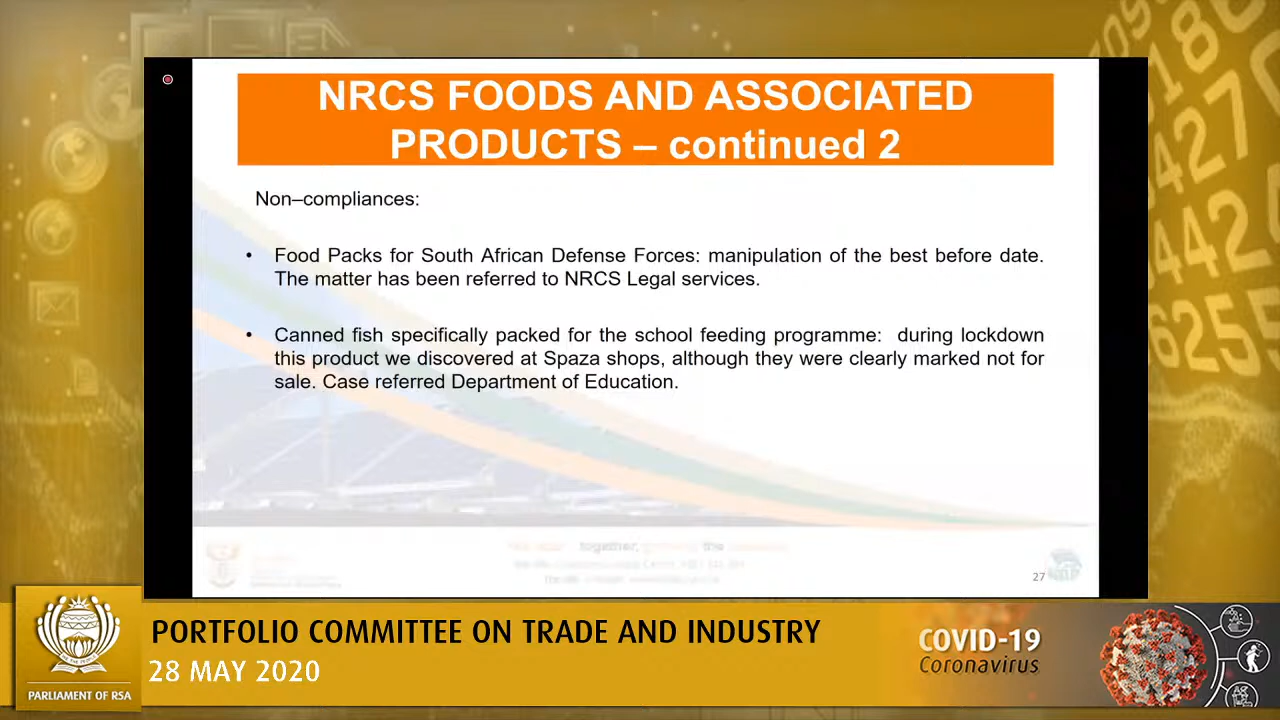 NRCS FOODS AND ASSOCIATED
PRODUCTS – continued 2
Non–compliances:
• Food Packs for South African Defense Forces: manipulation of the best before date.
The matter has been referred to NRCS Legal services.
• Canned fish specifically packed for the school feeding programme: during lockdown
this product we discovered at Spaza shops, although they were clearly marked not for
sale. Case referred Department of Education.
together, the
27
PORTFOLIO COMMITTEE ON TRADE AND INDUSTRY
28 MAY 2020
PARLIAMENT OF RSA
COVID-19
Coronavirus